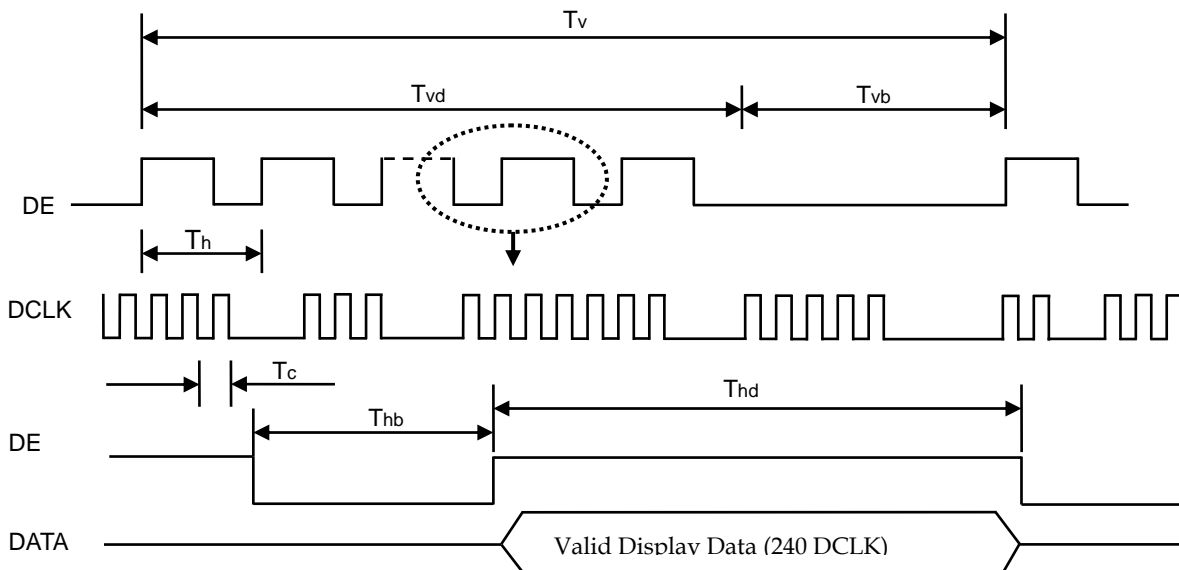 Tv
Tvd
Tvb
DE
Th
DCLK
Tc
Thd
Thb
DE
DATA
Valid Display Data (240 DCLK)